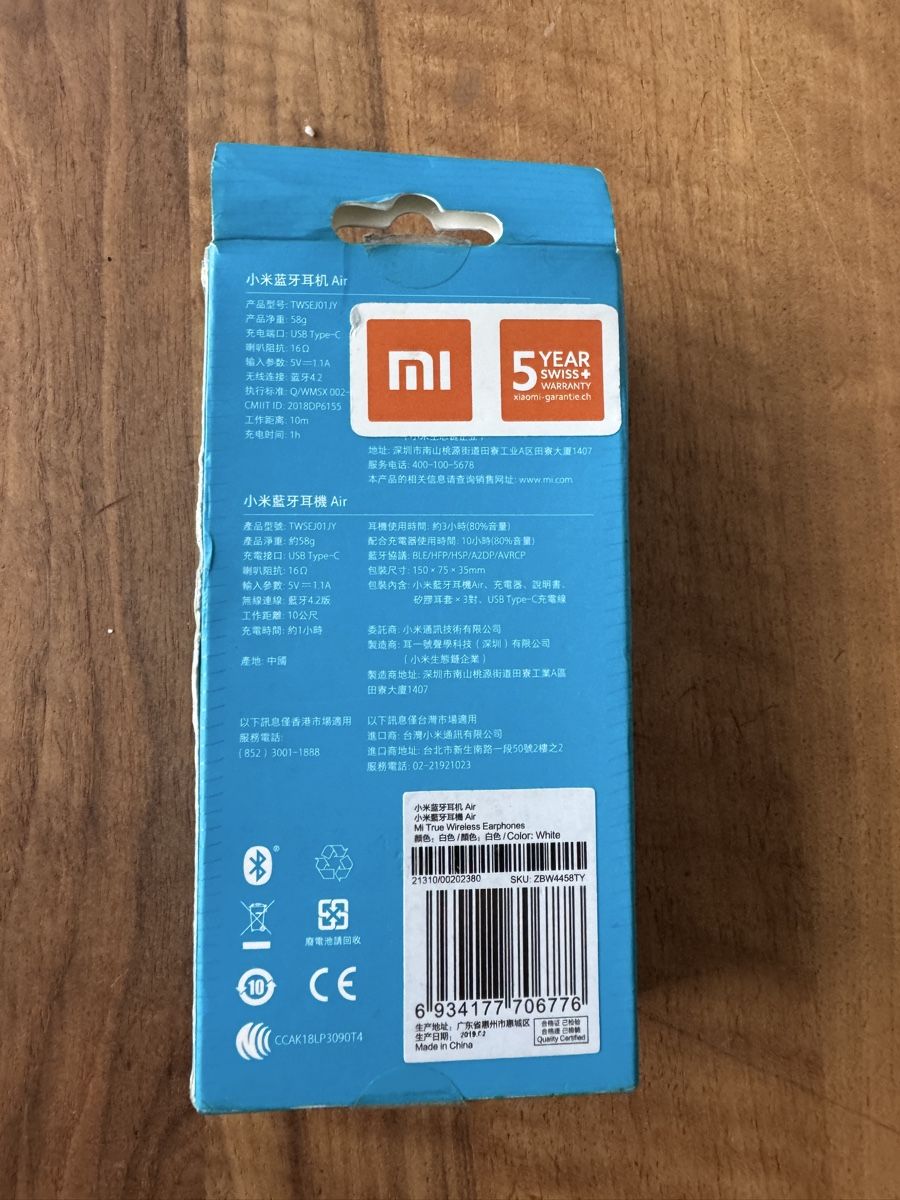 小米蓝牙耳机 Air
产品型号: TWSEJ01JY
产品净重: 58g
充电端口: USB Type-C
喇叭阻抗: 16Ω
输入参数: 5V⎓1.1A
无线连接: 蓝牙4.2
执行标准: Q/WMSX 002-
CMIIT ID: 2018DP6155
工作距离: 10m
充电时间: 1h
mi
5 YEAR
SWISS+
WARRANTY
xiaomi-garantie.ch
地址: 深圳市南山桃源街道田寮工业A区田寮大厦1407
服务电话: 400-100-5678
本产品的相关信息请查询销售网址: www.mi.com
小米藍牙耳機 Air
產品型號: TWSEJ01JY
產品淨重: 約58g
充電接口: USB Type-C
喇叭阻抗: 16Ω
輸入參數: 5V⎓1.1A
無線連線: 藍牙4.2版
工作距離: 10公尺
充電時間: 約1小時
產地: 中國
耳機使用時間: 約3小時(80%音量)
配合充電器使用時間: 10小時(80%音量)
藍牙協議: BLE/HFP/HSP/A2DP/AVRCP
包裝尺寸: 150×75×35mm
包裝內含: 小米藍牙耳機Air、充電器、說明書、
矽膠耳套×3對、USB Type-C充電線
委託商: 小米通訊技術有限公司
製造商: 耳一號聲學科技（深圳）有限公司
（小米生態鏈企業）
製造商地址: 深圳市南山桃源街道田寮工業A區
田寮大廈1407
以下訊息僅香港市場適用
服務電話:
(852) 3001-1888
以下訊息僅台灣市場適用
進口商: 台灣小米通訊有限公司
進口商地址: 台北市新生南路一段50號2樓之2
服務電話: 02-21921023
小米蓝牙耳机 Air
小米藍牙耳機 Air
Mi True Wireless Earphones
颜色: 白色/顏色: 白色/Color: White
21310/00202380
SKU: ZBW4458TY
6 934177 706776
生产地址: 广东省惠州市惠城区
生产日期: 2019.02
Made in China
合格证 已检验
合格證 已檢驗
Quality Certified
廢電池請回收
10
CE
CCAK18LP3090T4